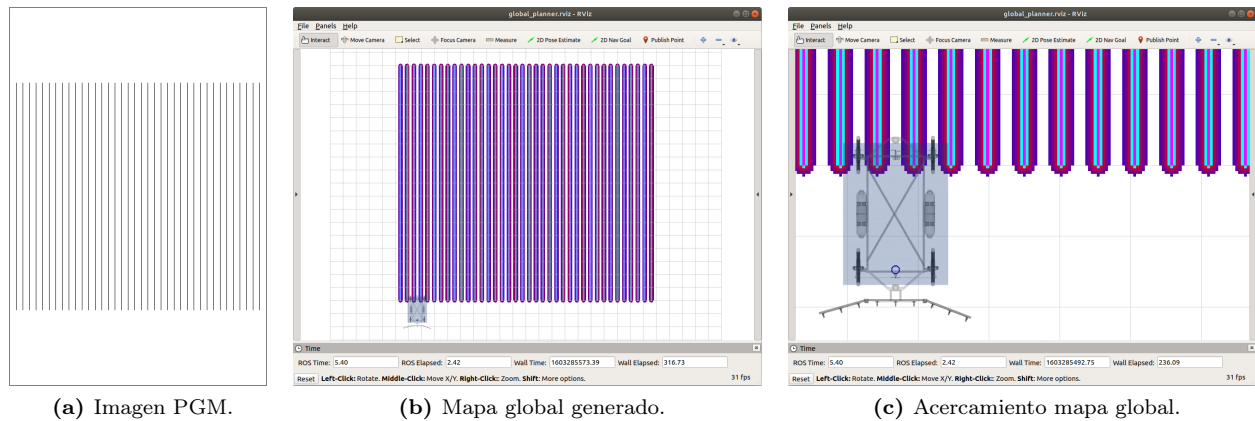 global_planner.rviz - RViz
File Panels Help
Interact Move Camera Select Focus Camera Measure 2D Pose Estimate 2D Nav Goal Publish Point
Time
ROS Time: 5.40 ROS Elapsed: 2.42 Wall Time: 1603285573.39 Wall Elapsed: 316.73
Reset Left-Click: Rotate. Middle-Click: Move X/Y. Right-Click:: Zoom. Shift: More options. 31 fps
global_planner.rviz - RViz
File Panels Help
Interact Move Camera Select Focus Camera Measure 2D Pose Estimate 2D Nav Goal Publish Point
Time
ROS Time: 5.40 ROS Elapsed: 2.42 Wall Time: 1603285492.75 Wall Elapsed: 236.09
Reset Left-Click: Rotate. Middle-Click: Move X/Y. Right-Click:: Zoom. Shift: More options. 31 fps
(a) Imagen PGM.
(b) Mapa global generado.
(c) Acercamiento mapa global.